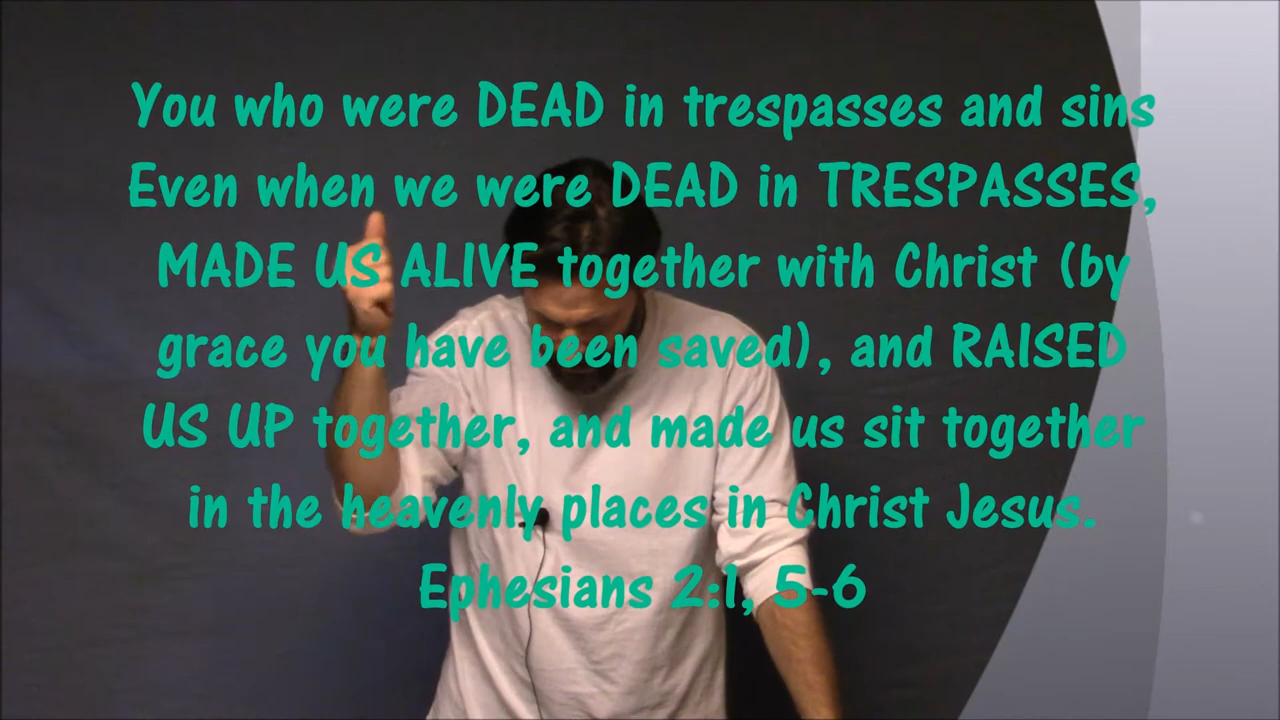 You who were DEAD in trespasses and sins
Even when we were DEAD in TRESPASSES,
MADE US ALIVE together with Christ (by
grace you have been saved), and RAISED
US UP together, and made us sit together
in the heavenly places in Christ Jesus.
Ephesians 2:1, 5-6